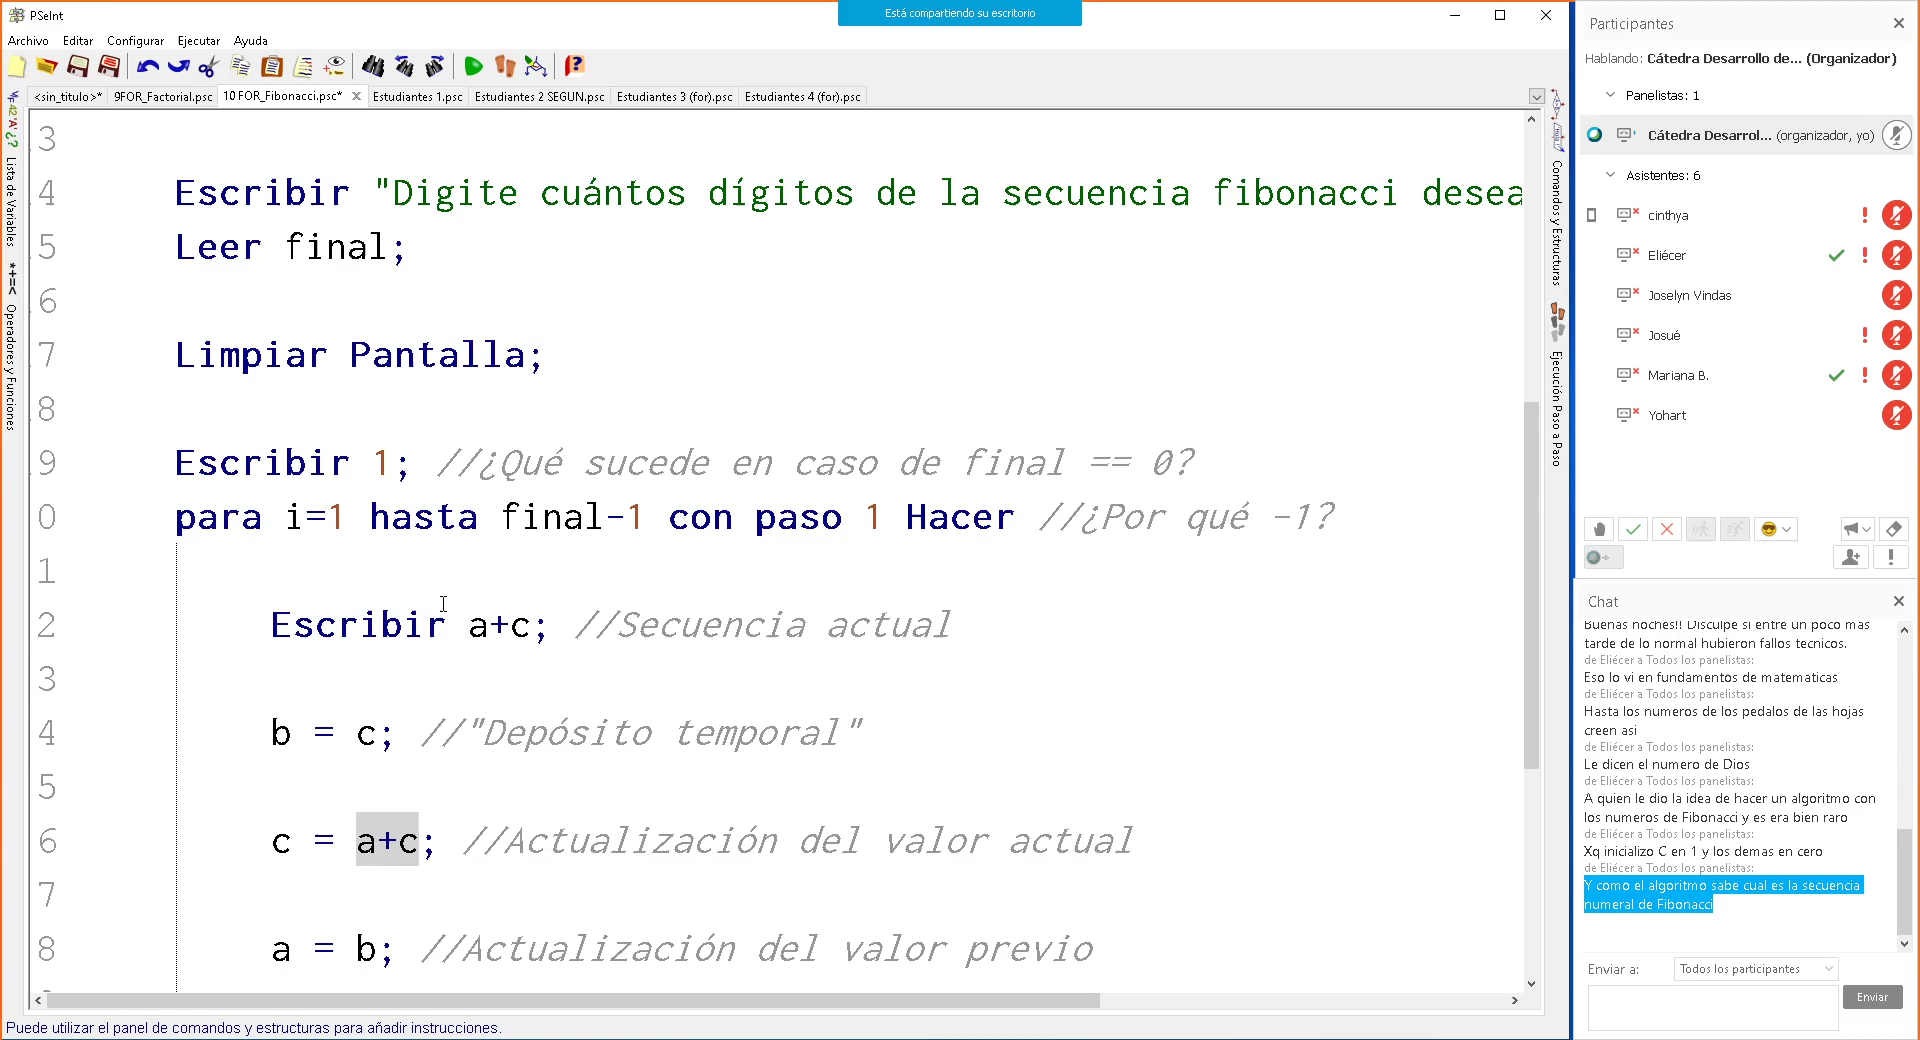 PSeInt
Está compartiendo su escritorio
Archivo Editar Configurar Ejecutar Ayuda
<sin_titulo>* 9FOR_Factorial.psc 10 FOR_Fibonacci.psc* Estudiantes 1.psc Estudiantes 2 SEGUN.psc Estudiantes 3 (for).psc Estudiantes 4 (for).psc
Lista de Variables
Operadores y Funciones
3
4 Escribir "Digite cuántos dígitos de la secuencia fibonacci desea
5 Leer final;
6
7 Limpiar Pantalla;
8
9 Escribir 1; //¿Qué sucede en caso de final == 0?
0 para i=1 hasta final-1 con paso 1 Hacer //¿Por qué -1?
1
2 Escribir a+c; //Secuencia actual
3
4 b = c; //"Depósito temporal"
5
6 c = a+c; //Actualización del valor actual
7
8 a = b; //Actualización del valor previo
Comandos y Estructuras
Ejecución Paso a Paso
Puede utilizar el panel de comandos y estructuras para añadir instrucciones.
Participantes
Hablando: Cátedra Desarrollo de... (Organizador)
Panelistas: 1
Cátedra Desarrol... (organizador, yo)
Asistentes: 6
cinthya
Eliécer
Joselyn Vindas
Josué
Mariana B.
Yohart
Chat
Buenas noches!! Disculpe si entre un poco mas
tarde de lo normal hubieron fallos tecnicos.
de Eliécer a Todos los panelistas:
Eso lo vi en fundamentos de matematicas
de Eliécer a Todos los panelistas:
Hasta los numeros de los pedalos de las hojas
creen asi
de Eliécer a Todos los panelistas:
Le dicen el numero de Dios
de Eliécer a Todos los panelistas:
A quien le dio la idea de hacer un algoritmo con
los numeros de Fibonacci y es era bien raro
de Eliécer a Todos los panelistas:
Xq inicializo C en 1 y los demas en cero
de Eliécer a Todos los panelistas:
Y como el algoritmo sabe cual es la secuencia
numeral de Fibonacci
Enviar a: Todos los participantes
Enviar